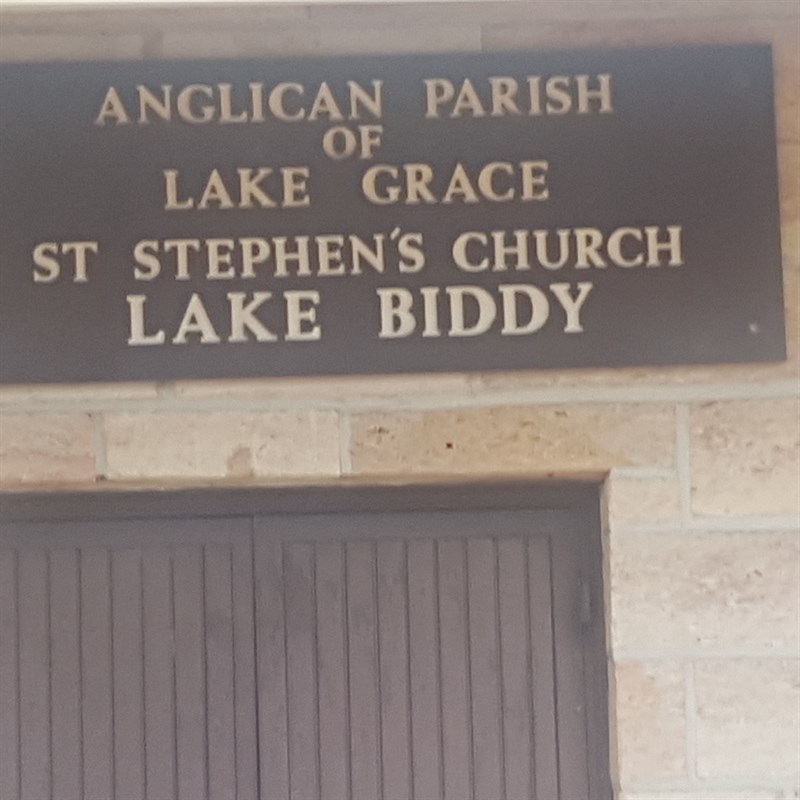 ANGLICAN PARISH
OF
LAKE GRACE
ST STEPHEN'S CHURCH
LAKE BIDDY